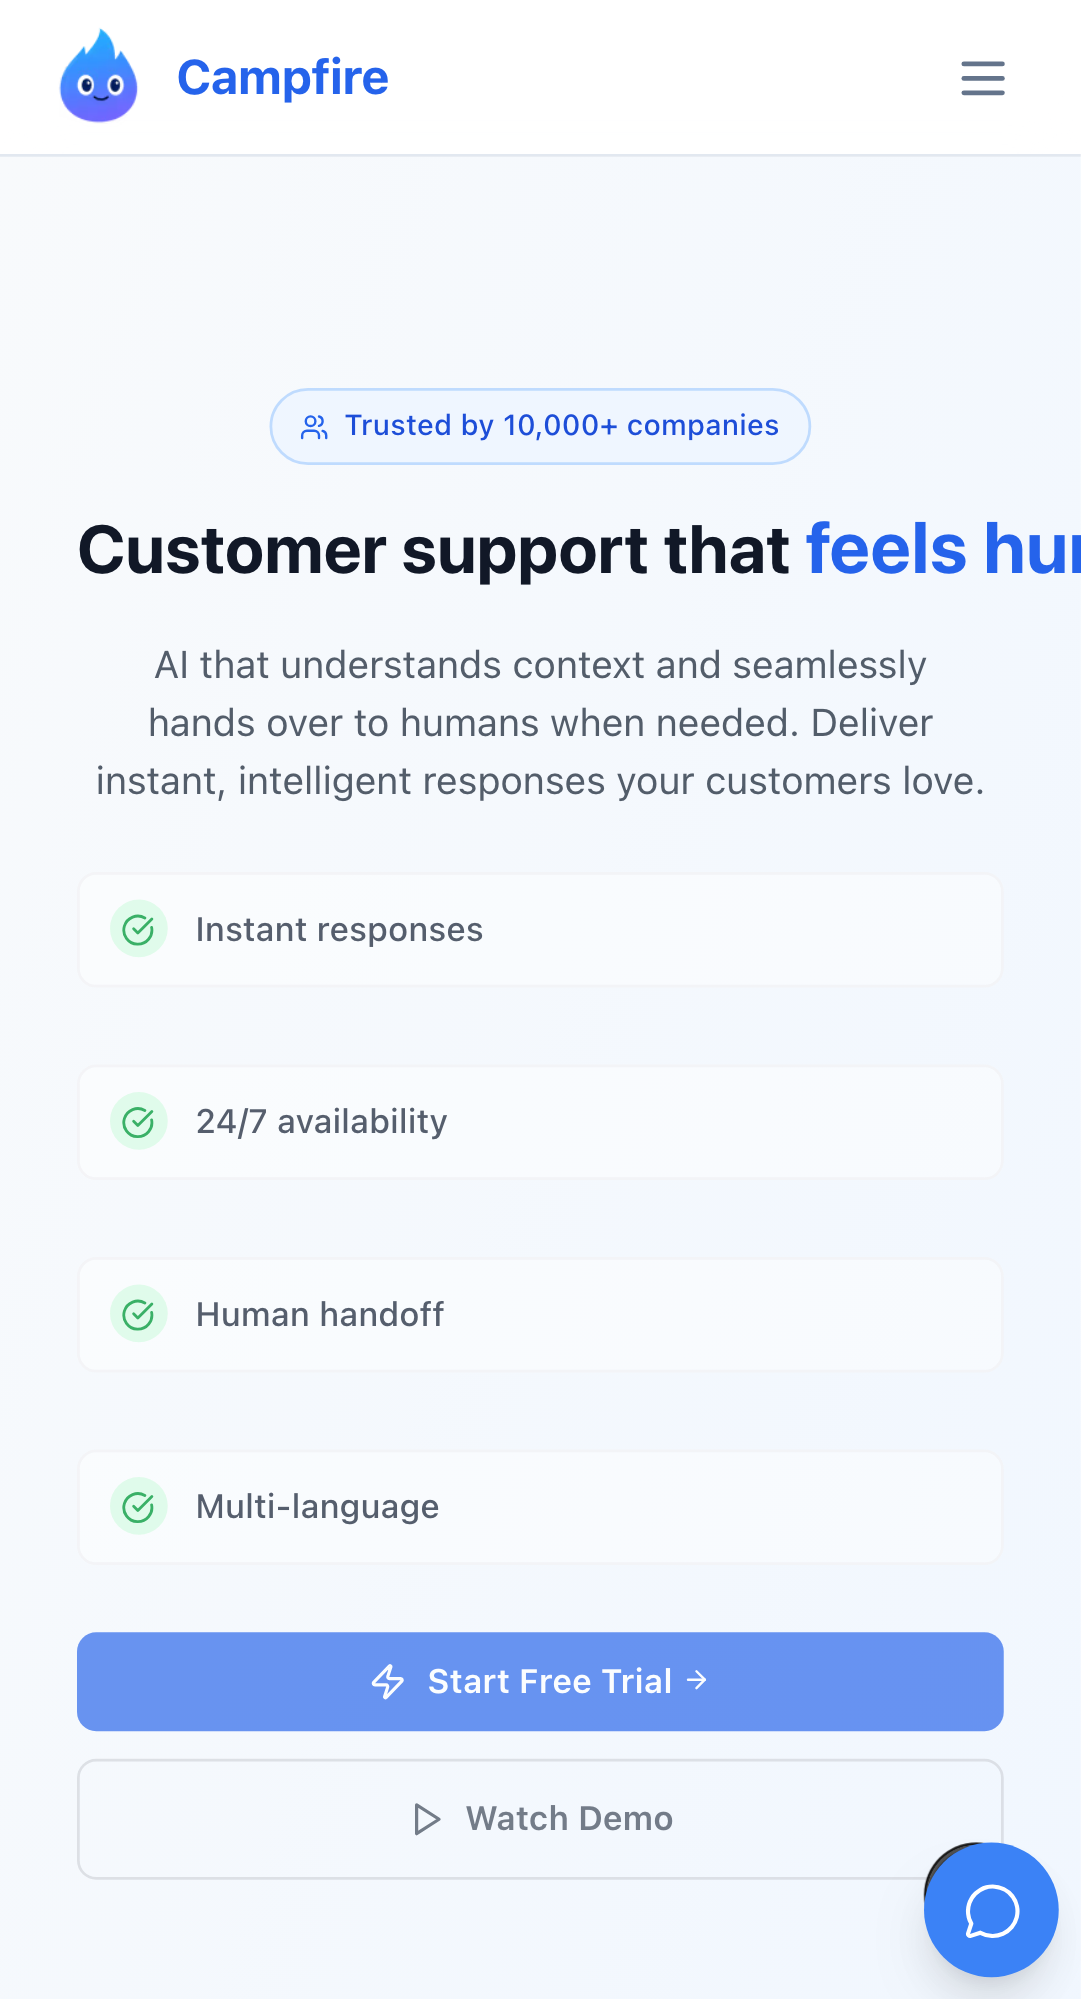 Campfire
Trusted by 10,000+ companies
Customer support that feels hu
AI that understands context and seamlessly
hands over to humans when needed. Deliver
instant, intelligent responses your customers love.
Instant responses
24/7 availability
Human handoff
Multi-language
Start Free Trial →
Watch Demo